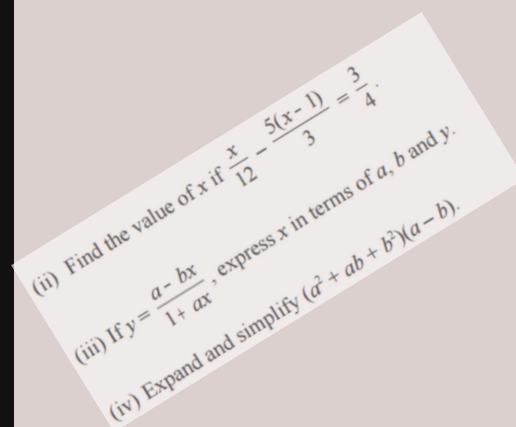 (ii) Find the value of x if x/12 - 5(x - 1)/3 = 3/4.
(iii) If y = (a - bx)/(1 + ax), express x in terms of a, b and y.
(iv) Expand and simplify (a² + ab + b²)(a - b).